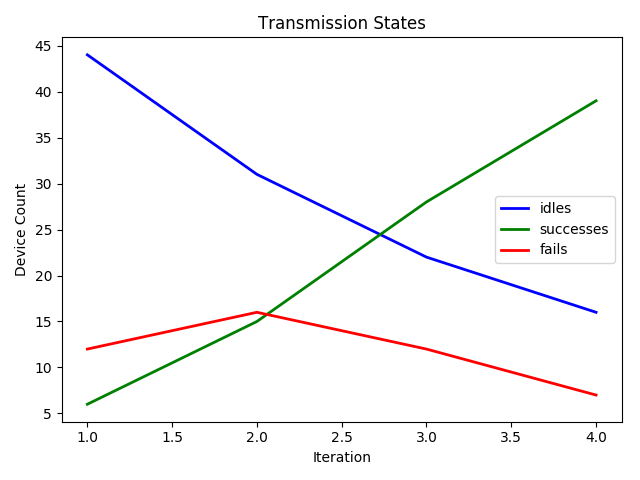 Transmission States
45
40
35
30
25
20
15
10
5
Device Count
idles
successes
fails
1.0 1.5 2.0 2.5 3.0 3.5 4.0
Iteration